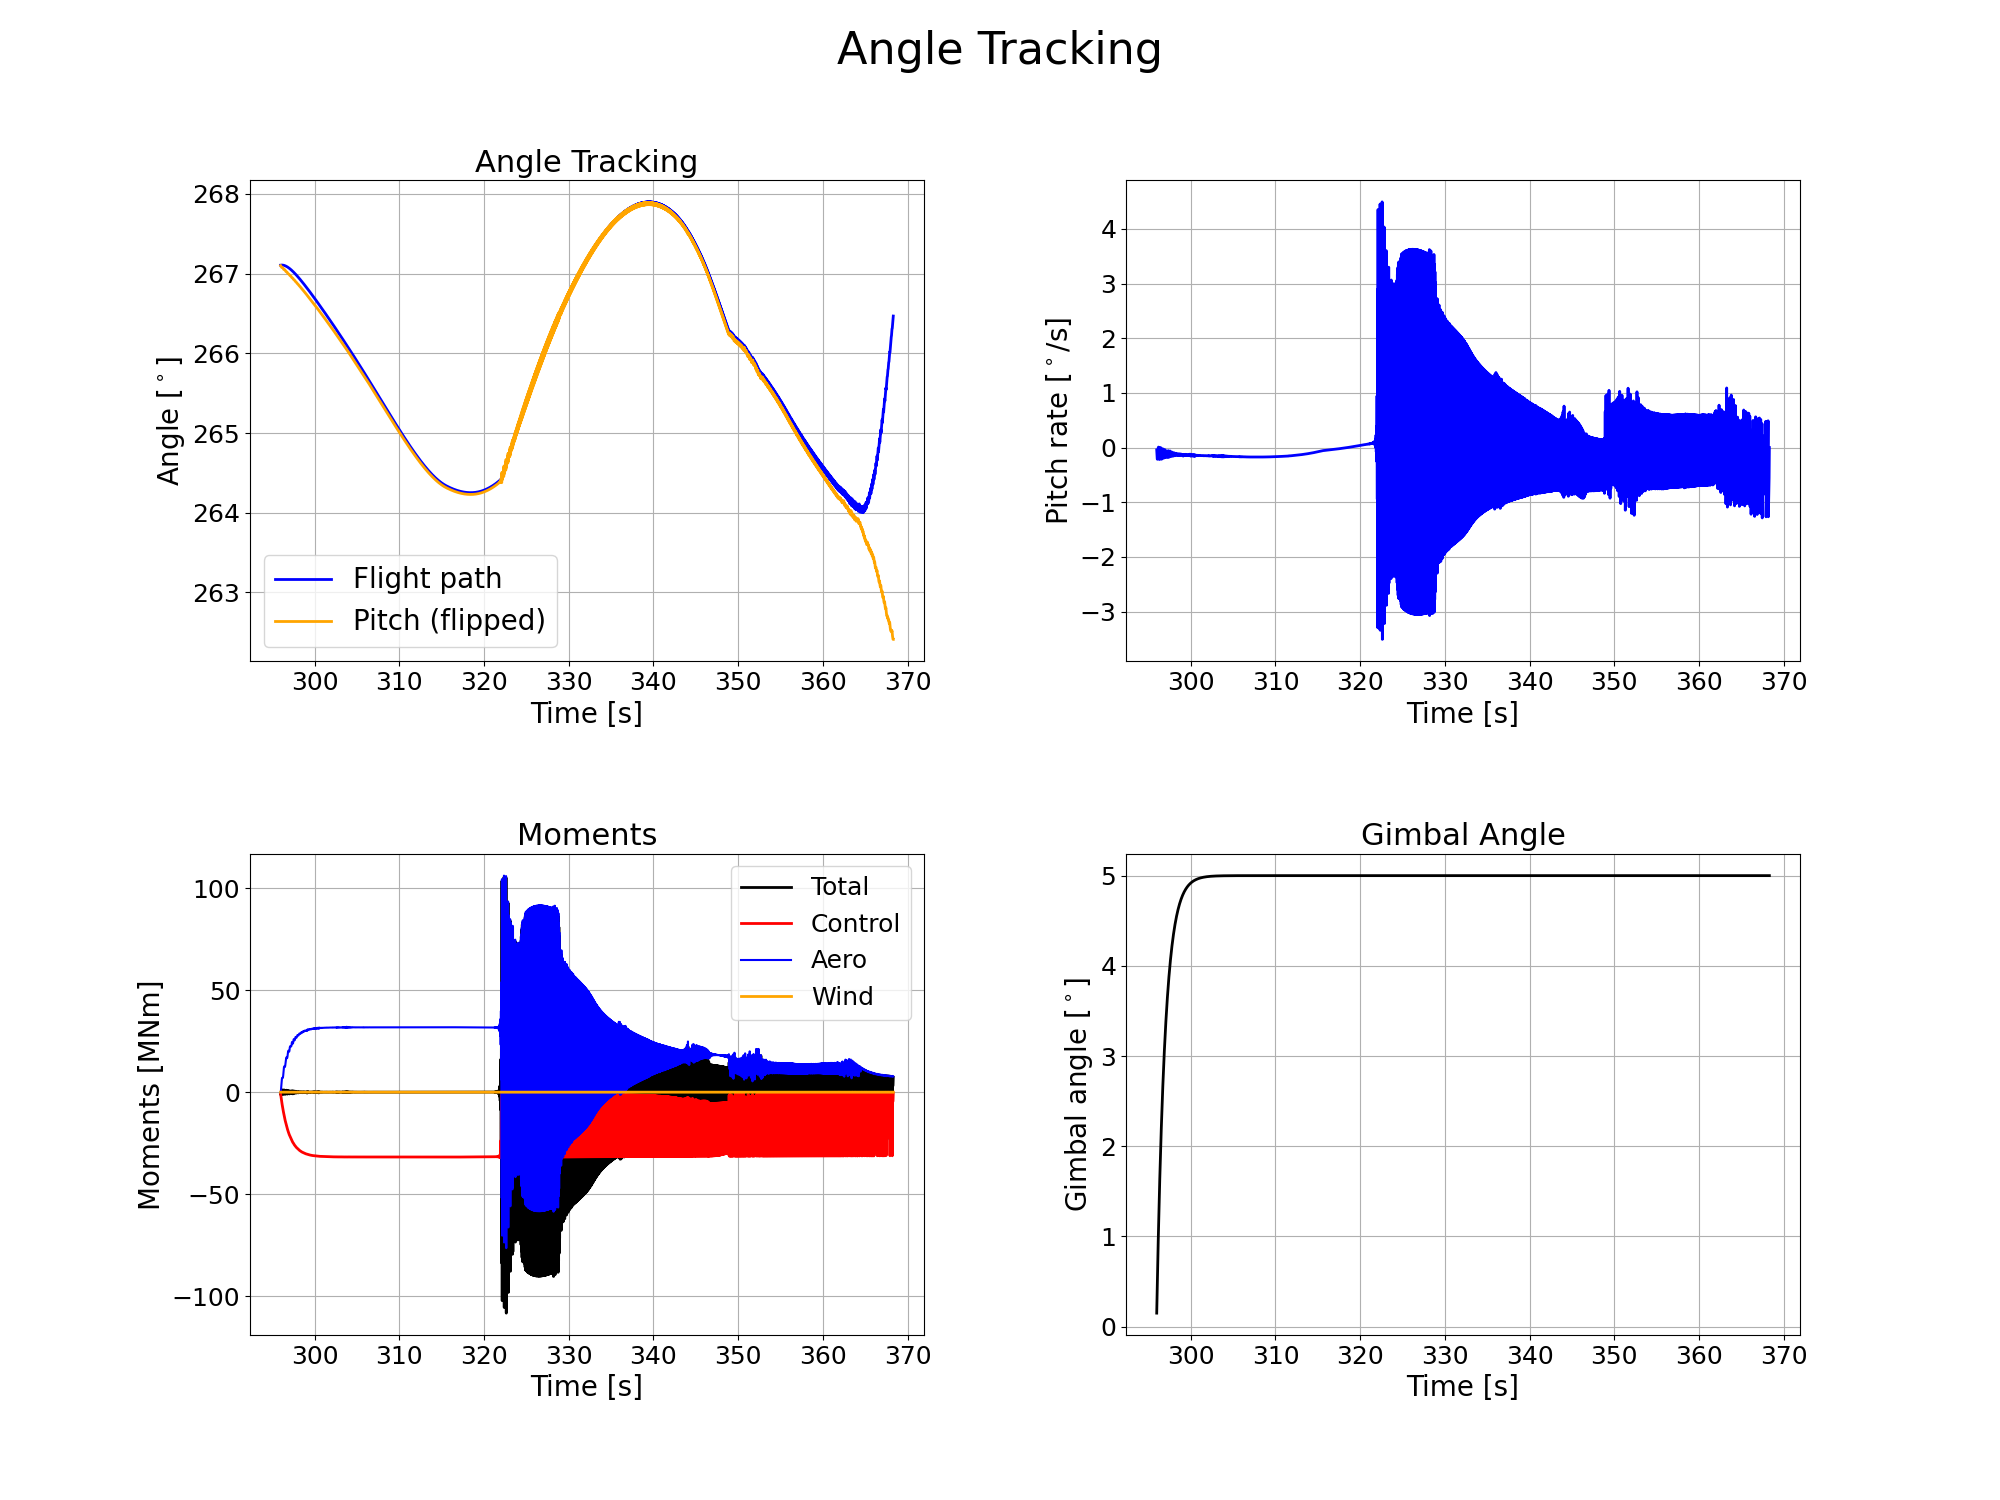 Angle Tracking
Angle Tracking
268
267
266
265
264
263
Angle [°]
Flight path
Pitch (flipped)
300 310 320 330 340 350 360 370
Time [s]
4
3
2
1
0
−1
−2
−3
Pitch rate [°/s]
300 310 320 330 340 350 360 370
Time [s]
Moments
100
50
0
−50
−100
Moments [MNm]
Total
Control
Aero
Wind
300 310 320 330 340 350 360 370
Time [s]
Gimbal Angle
5
4
3
2
1
0
Gimbal angle [°]
300 310 320 330 340 350 360 370
Time [s]